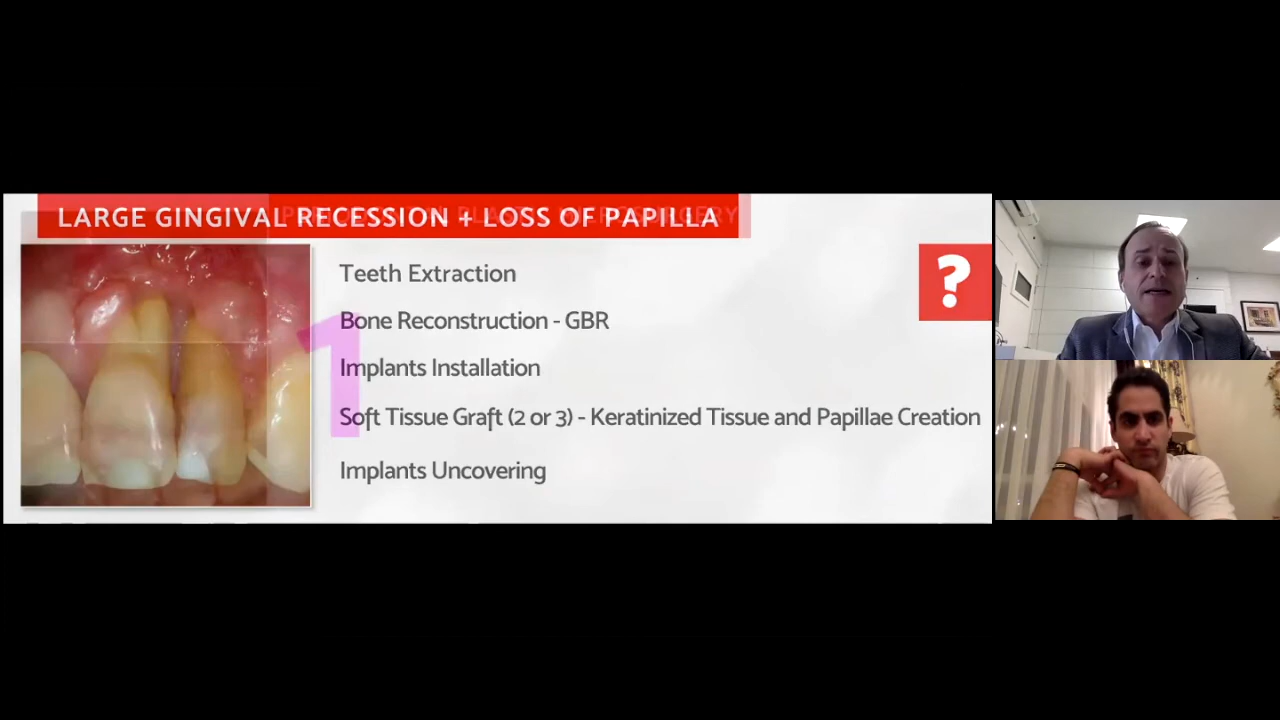 LARGE GINGIVAL RECESSION + LOSS OF PAPILLA
Teeth Extraction
?
Bone Reconstruction - GBR
1
Implants Installation
Soft Tissue Graft (2 or 3) - Keratinized Tissue and Papillae Creation
Implants Uncovering